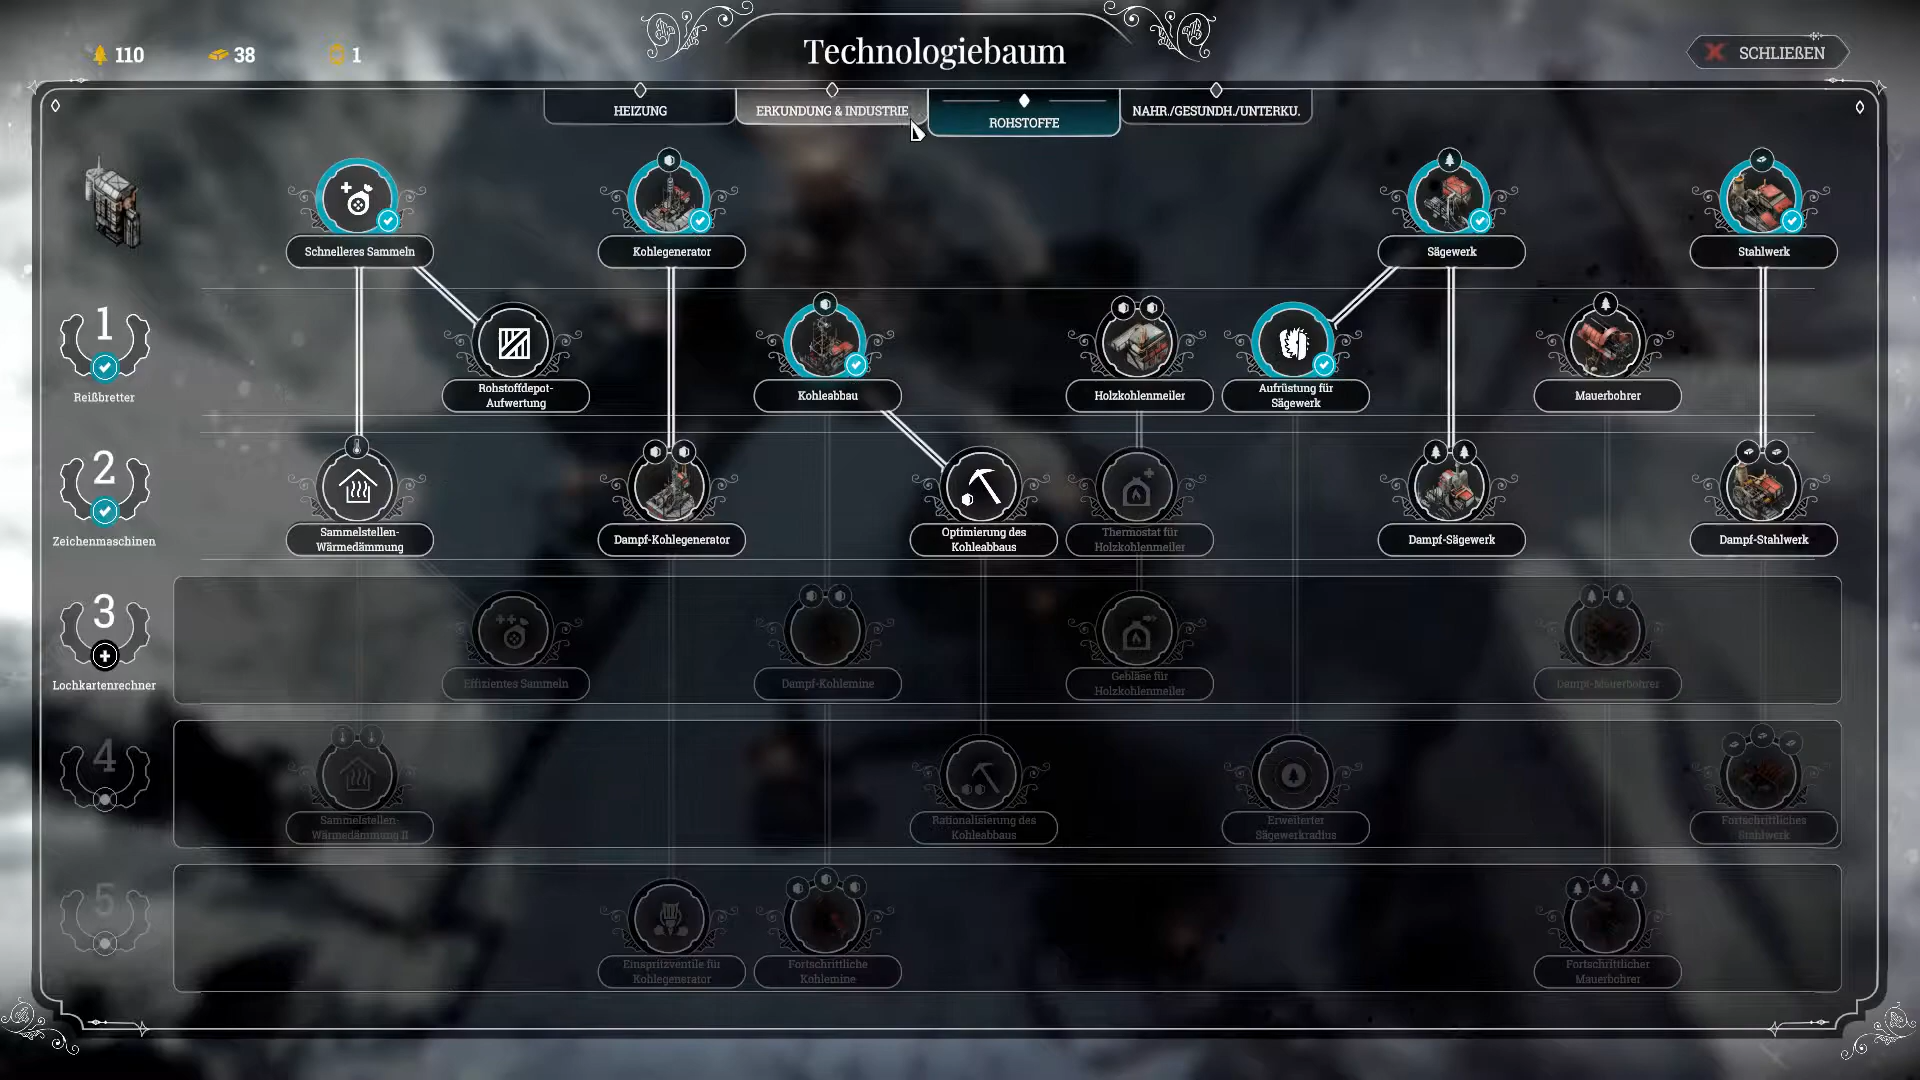 110
38
1
Technologiebaum
SCHLIEẞEN
HEIZUNG
ERKUNDUNG & INDUSTRIE
ROHSTOFFE
NAHR./GESUNDH./UNTERKU.
Schnelleres Sammeln
Kohlegenerator
Sägewerk
Stahlwerk
1
Reißbretter
Rohstoffdepot-
Aufwertung
Kohleabbau
Holzkohlenmeiler
Aufrüstung für
Sägewerk
Mauerbohrer
2
Zeichenmaschinen
Sammelstellen-
Wärmedämmung
Dampf-Kohlegenerator
Optimierung des
Kohleabbaus
Thermostat für
Holzkohlenmeiler
Dampf-Sägewerk
Dampf-Stahlwerk
3
Lochkartenrechner
Effizientes Sammeln
Dampf-Kohlemine
Gebläse für
Holzkohlenmeiler
Dampf-Mauerbohrer
4
Sammelstellen-
Wärmedämmung II
Rationalisierung des
Kohleabbaus
Erweiterter
Sägewerkradius
Fortschrittliches
Stahlwerk
5
Einspritzventile für
Kohlegenerator
Fortschrittliche
Kohlemine
Fortschrittlicher
Mauerbohrer